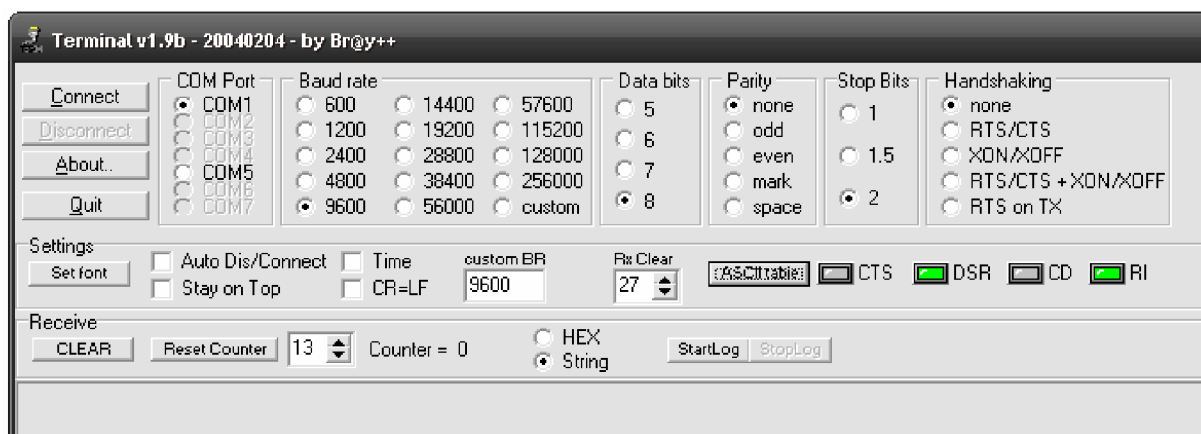 Terminal v1.9b - 20040204 - by Br@y++
Connect
Disconnect
About..
Quit
COM Port
COM1
COM2
COM3
COM4
COM5
COM6
COM7
Baud rate
600 14400 57600
1200 19200 115200
2400 28800 128000
4800 38400 256000
9600 56000 custom
Data bits
5
6
7
8
Parity
none
odd
even
mark
space
Stop Bits
1
1.5
2
Handshaking
none
RTS/CTS
XON/XOFF
RTS/CTS + XON/XOFF
RTS on TX
Settings
Set font
Auto Dis/Connect
Stay on Top
Time
CR=LF
custom BR
9600
Rx Clear
27
ASCII table
CTS
DSR
CD
RI
Receive
CLEAR
Reset Counter
13
Counter = 0
HEX
String
StartLog
StopLog